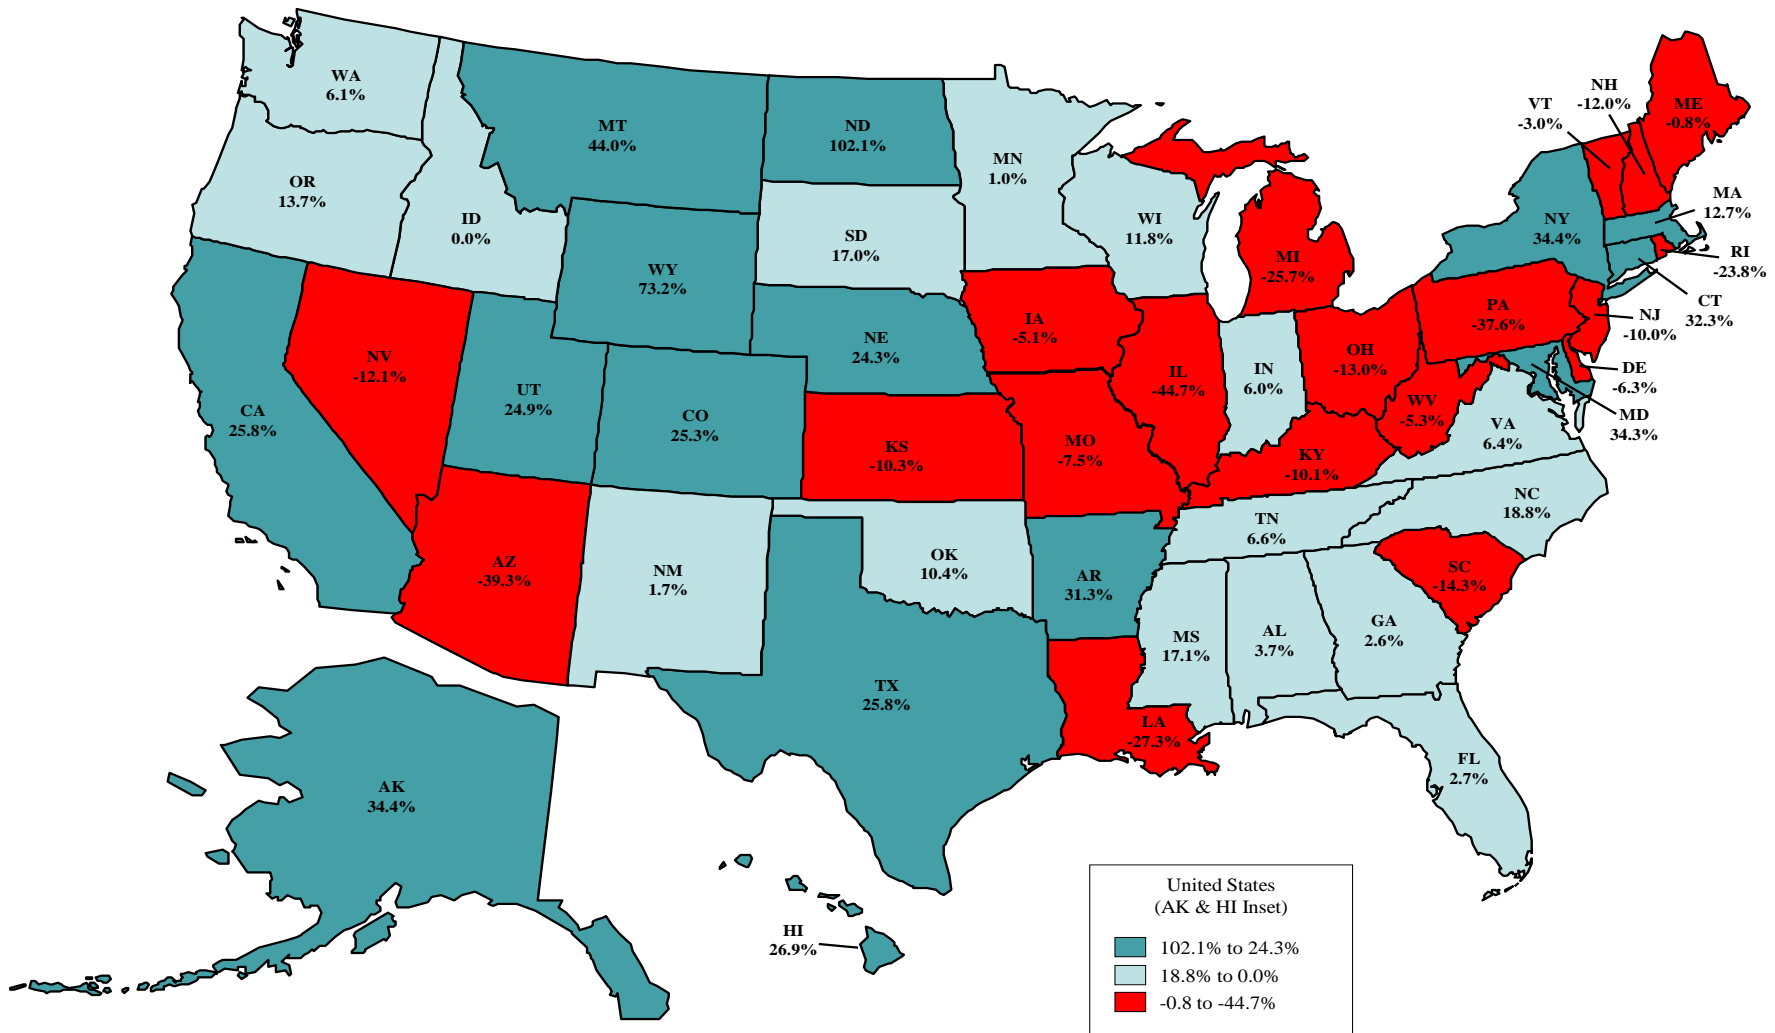 WA
6.1%
OR
13.7%
ID
0.0%
MT
44.0%
ND
102.1%
MN
1.0%
SD
17.0%
WY
73.2%
WI
11.8%
MI
-25.7%
VT
-3.0%
NH
-12.0%
ME
-0.8%
MA
12.7%
NY
34.4%
RI
-23.8%
CT
32.3%
NJ
-10.0%
PA
-37.6%
DE
-6.3%
MD
34.3%
CA
25.8%
NV
-12.1%
UT
24.9%
CO
25.3%
NE
24.3%
IA
-5.1%
IL
-44.7%
IN
6.0%
OH
-13.0%
WV
-5.3%
VA
6.4%
KS
-10.3%
MO
-7.5%
KY
-10.1%
NC
18.8%
TN
6.6%
AZ
-39.3%
NM
1.7%
OK
10.4%
AR
31.3%
SC
-14.3%
MS
17.1%
AL
3.7%
GA
2.6%
TX
25.8%
LA
-27.3%
FL
2.7%
AK
34.4%
HI
26.9%
United States
(AK & HI Inset)
102.1% to 24.3%
18.8% to 0.0%
-0.8 to -44.7%